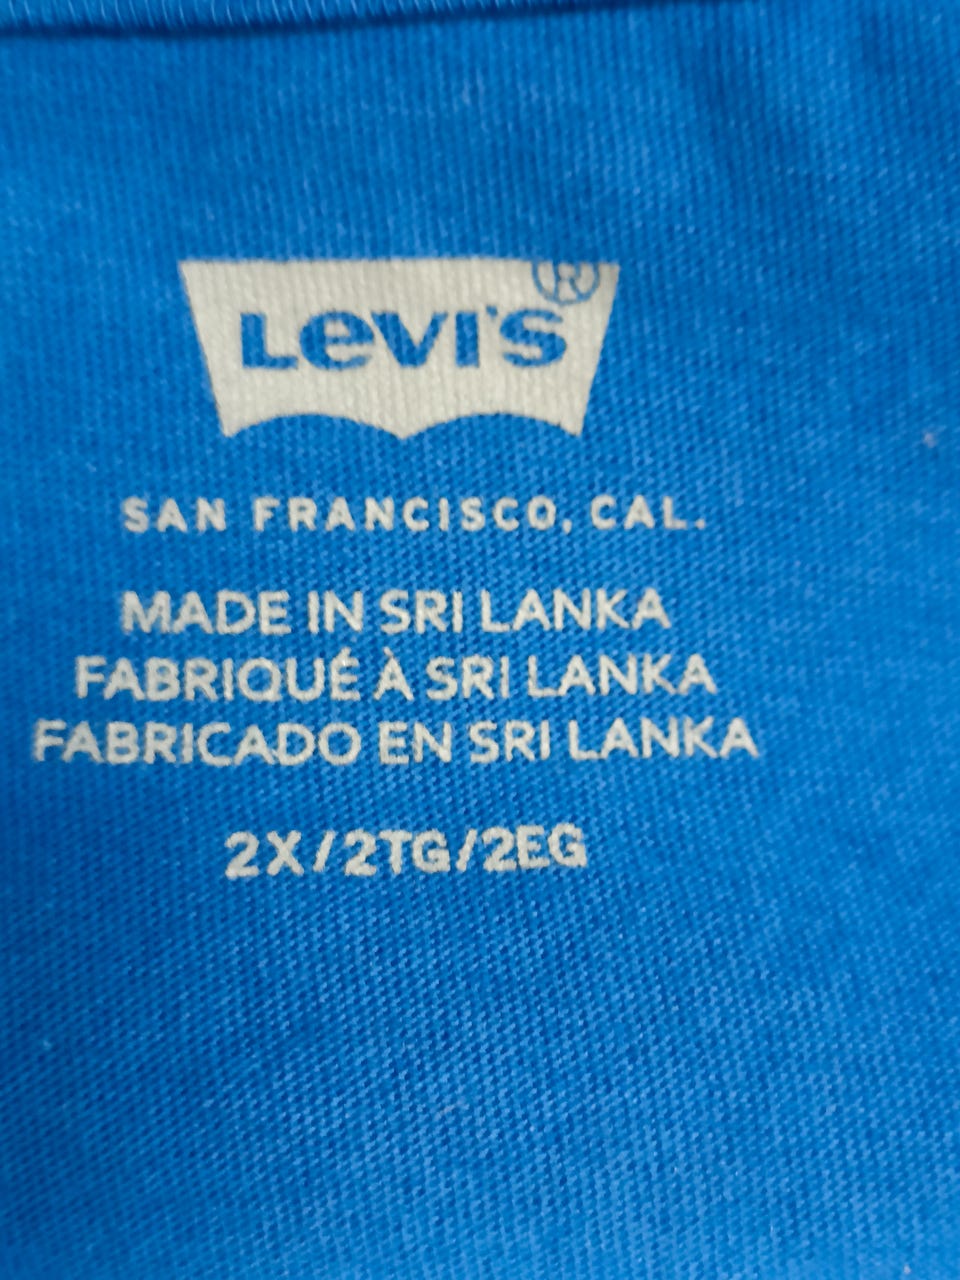 Levi's®
SAN FRANCISCO, CAL.
MADE IN SRI LANKA
FABRIQUÉ À SRI LANKA
FABRICADO EN SRI LANKA
2X/2TG/2EG